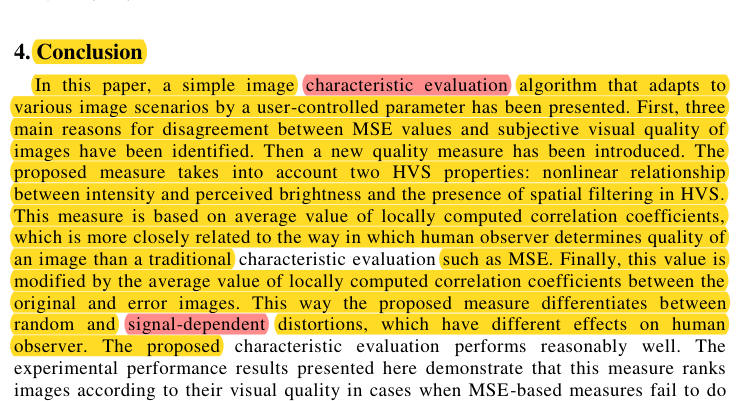 4. Conclusion
In this paper, a simple image characteristic evaluation algorithm that adapts to
various image scenarios by a user-controlled parameter has been presented. First, three
main reasons for disagreement between MSE values and subjective visual quality of
images have been identified. Then a new quality measure has been introduced. The
proposed measure takes into account two HVS properties: nonlinear relationship
between intensity and perceived brightness and the presence of spatial filtering in HVS.
This measure is based on average value of locally computed correlation coefficients,
which is more closely related to the way in which human observer determines quality of
an image than a traditional characteristic evaluation such as MSE. Finally, this value is
modified by the average value of locally computed correlation coefficients between the
original and error images. This way the proposed measure differentiates between
random and signal-dependent distortions, which have different effects on human
observer. The proposed characteristic evaluation performs reasonably well. The
experimental performance results presented here demonstrate that this measure ranks
images according to their visual quality in cases when MSE-based measures fail to do